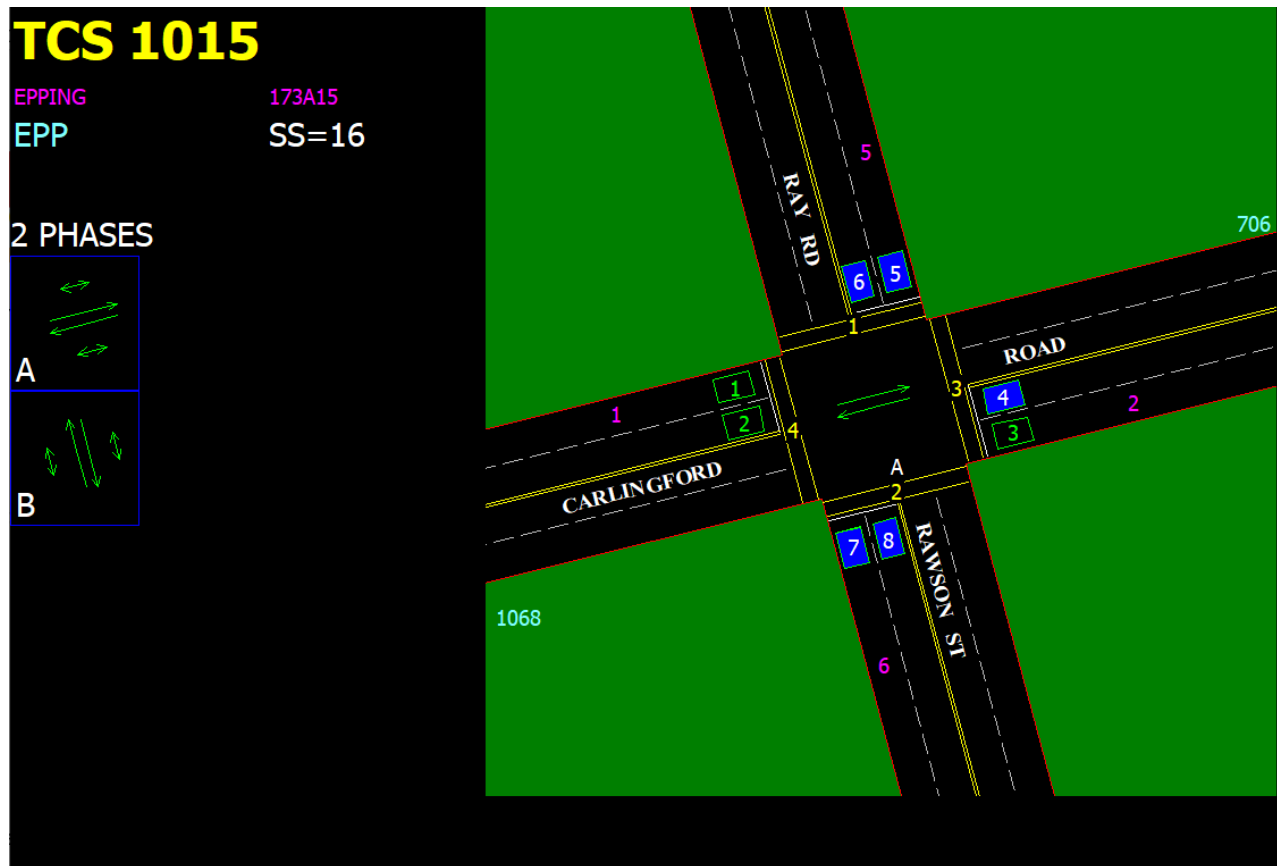 TCS 1015
EPPING 173A15
EPP SS=16
2 PHASES
A
B
5
RAY RD
706
6 5
1
ROAD
1
1
2
4
3
4
2
3
CARLINGFORD
A
2
7 8
RAWSON ST
1068
6